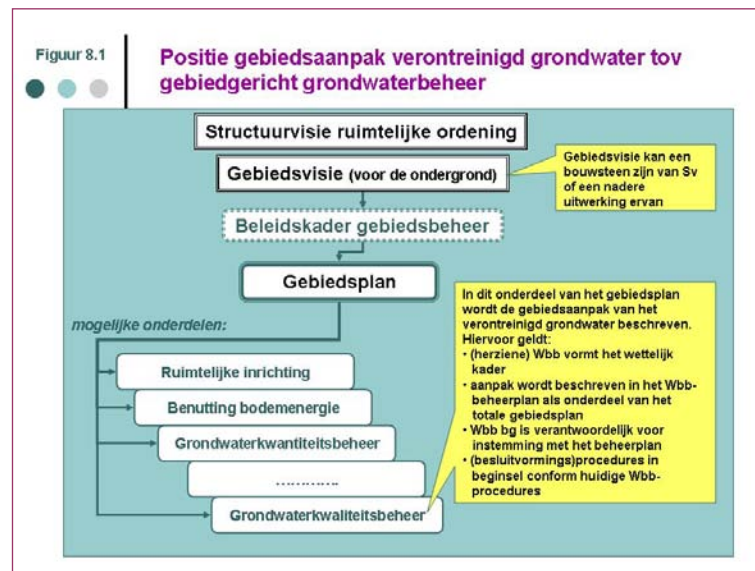 Figuur 8.1
Positie gebiedsaanpak verontreinigd grondwater tov
gebiedgericht grondwaterbeheer
Structuurvisie ruimtelijke ordening
Gebiedsvisie (voor de ondergrond)
Gebiedsvisie kan een
bouwsteen zijn van Sv
of een nadere
uitwerking ervan
Beleidskader gebiedsbeheer
Gebiedsplan
mogelijke onderdelen:
Ruimtelijke inrichting
Benutting bodemenergie
Grondwaterkwantiteitsbeheer
............
Grondwaterkwaliteitsbeheer
In dit onderdeel van het gebiedsplan
wordt de gebiedsaanpak van het
verontreinigd grondwater beschreven.
Hiervoor geldt:
• (herziene) Wbb vormt het wettelijk
kader
• aanpak wordt beschreven in het Wbb-
beheerplan als onderdeel van het
totale gebiedsplan
• Wbb bg is verantwoordelijk voor
instemming met het beheerplan
• (besluitvormings)procedures in
beginsel conform huidige Wbb-
procedures